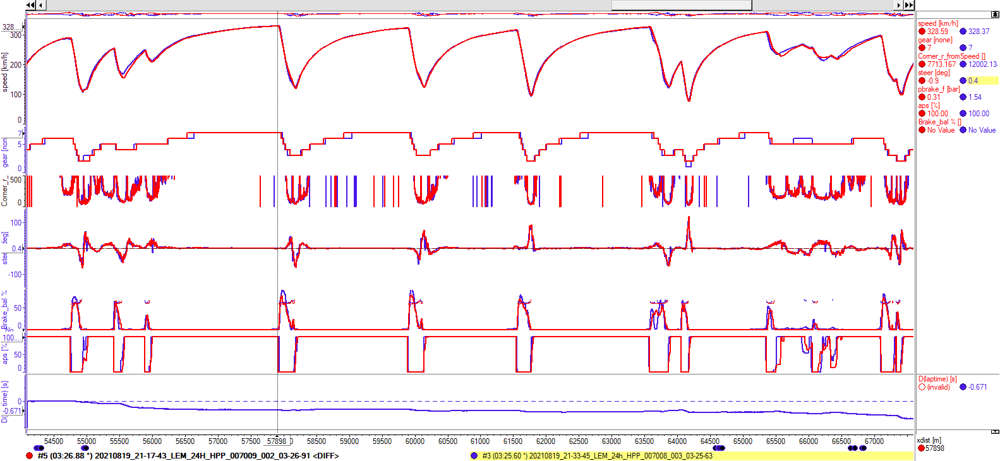 speed [km/h]
328.59 328.37
gear [none]
7 7
Corner_r_fromSpeed []
7713.167 12002.13
steer [deg]
-0.9 0.4
pbrake_f [bar]
0.31 1.54
aps [%]
100.00 100.00
Brake_bal % []
No Value No Value
328....
300
200
100
0
speed [km/h]
7
5
0
gear [non
500
0
Corner_r_
100
0.4
-100
deg]
50
0
Brake_bal %
100....
50
0
aps [%]
0
-0.671
time) [s]
D(laptime) [s]
(invalid) -0.671
54500 55000 55500 56000 56500 57000 57500 57898 58500 59000 59500 60000 60500 61000 61500 62000 62500 63000 63500 64000 64500 65000 65500 66000 66500 67000
xdist [m]
57898
#5 (03:26.88 *) 20210819_21-17-43_LEM_24H_HPP_007009_002_03-26-91 <DIFF>
#3 (03:25.60 *) 20210819_21-33-45_LEM_24h_HPP_007008_003_03-25-63